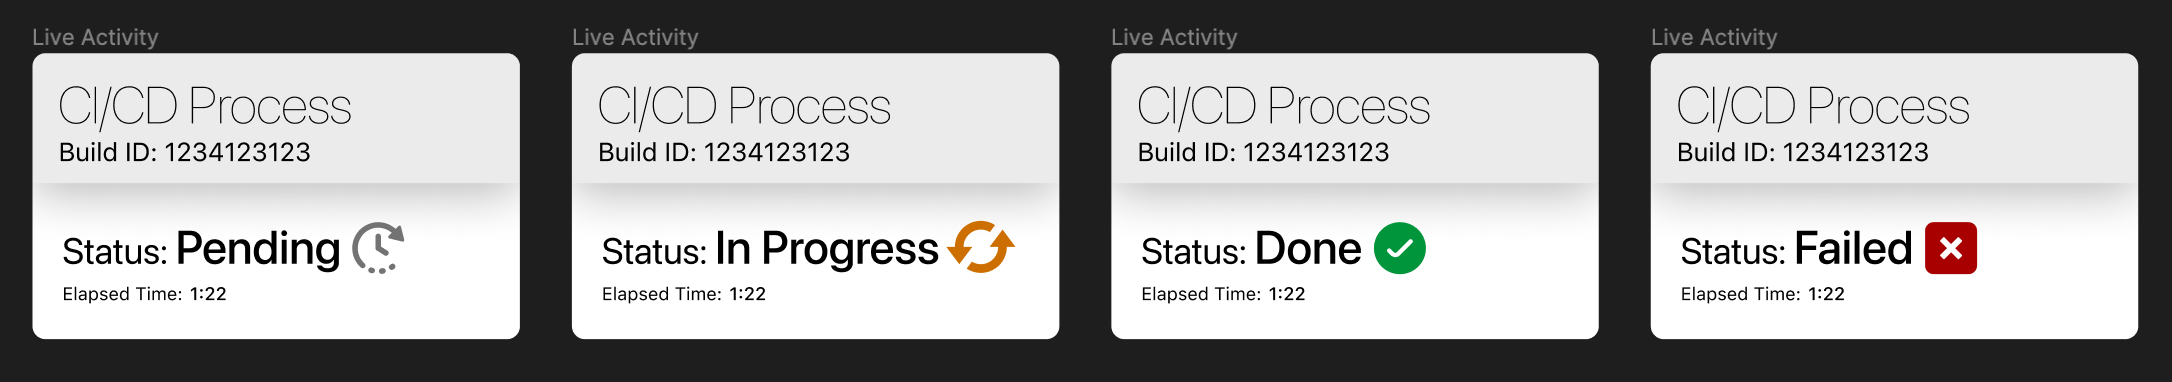 Live Activity
CI/CD Process
Build ID: 1234123123
Status: Pending
Elapsed Time: 1:22
Live Activity
CI/CD Process
Build ID: 1234123123
Status: In Progress
Elapsed Time: 1:22
Live Activity
CI/CD Process
Build ID: 1234123123
Status: Done
Elapsed Time: 1:22
Live Activity
CI/CD Process
Build ID: 1234123123
Status: Failed
Elapsed Time: 1:22